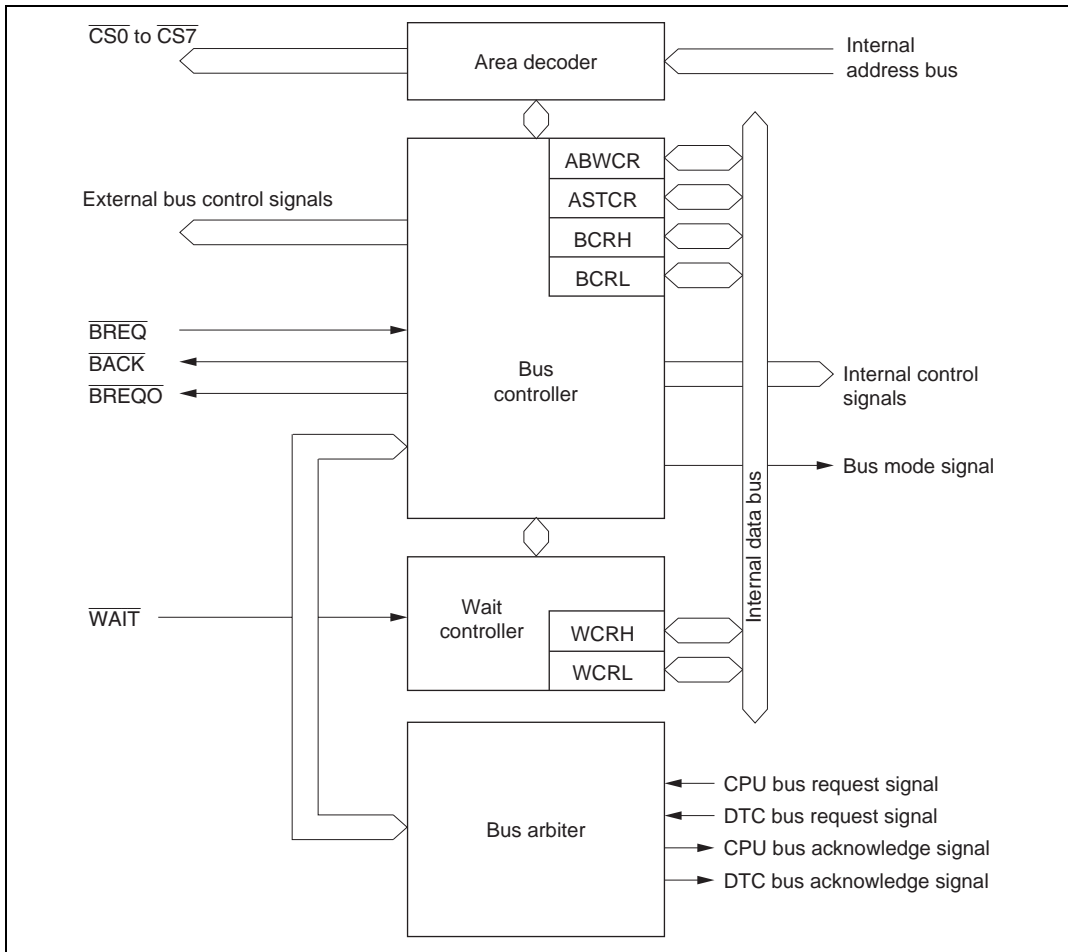 CS0 to CS7
Area decoder
Internal
address bus
ABWCR
ASTCR
External bus control signals
BCRH
BCRL
BREQ
BACK
BREQO
Bus
controller
Internal control
signals
Bus mode signal
Internal data bus
WAIT
Wait
controller
WCRH
WCRL
Bus arbiter
CPU bus request signal
DTC bus request signal
CPU bus acknowledge signal
DTC bus acknowledge signal